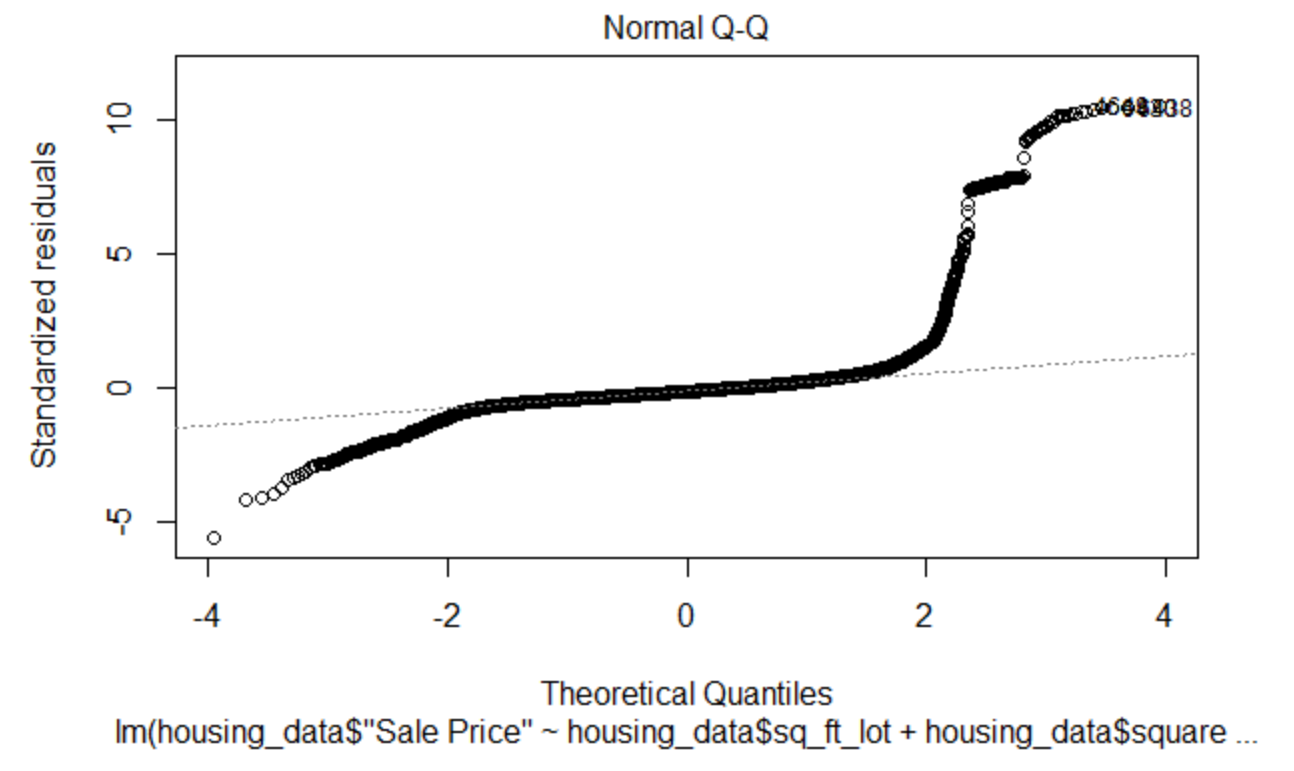 Normal Q-Q
Standardized residuals
10
5
0
-5
-4
-2
0
2
4
Theoretical Quantiles
lm(housing_data$"Sale Price" ~ housing_data$sq_ft_lot + housing_data$square ...